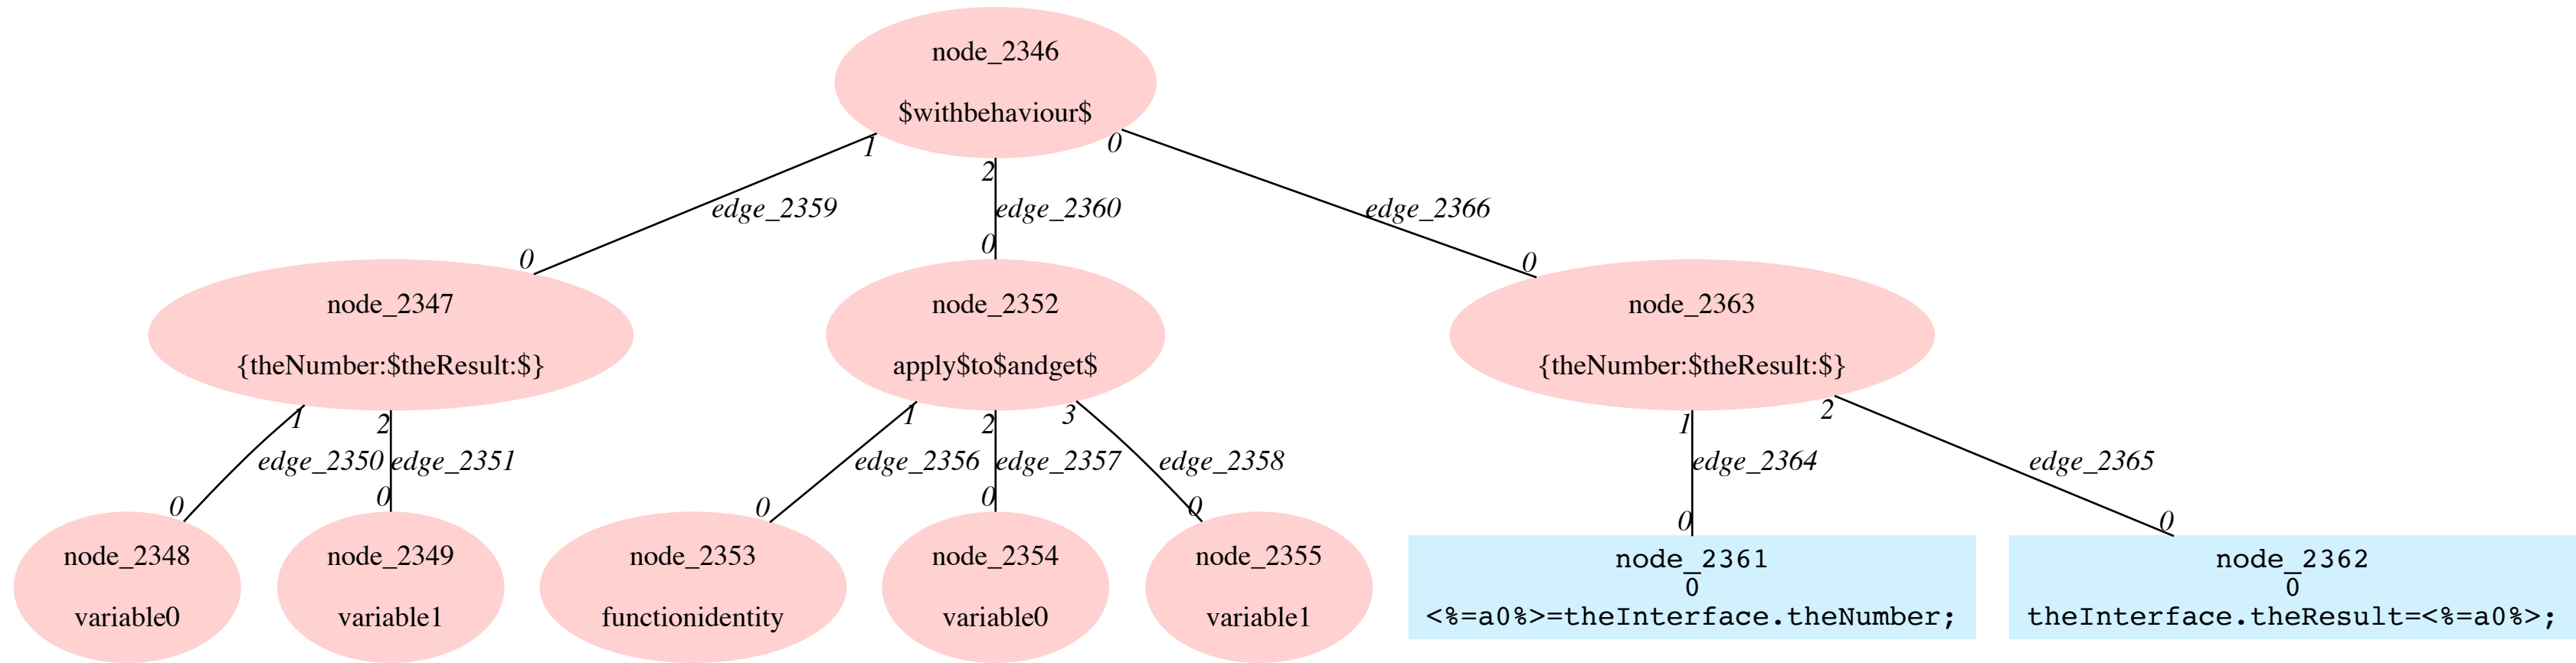 node_2346
$withbehaviour$
1
2
0
edge_2359
edge_2360
edge_2366
0
0
0
node_2347
{theNumber:$theResult:$}
node_2352
apply$to$andget$
node_2363
{theNumber:$theResult:$}
1
2
1
2
3
1
2
edge_2350
edge_2351
edge_2356
edge_2357
edge_2358
edge_2364
edge_2365
0
0
0
0
0
0
0
node_2348
variable0
node_2349
variable1
node_2353
functionidentity
node_2354
variable0
node_2355
variable1
node_2361
0
<%=a0%>=theInterface.theNumber;
node_2362
0
theInterface.theResult=<%=a0%>;